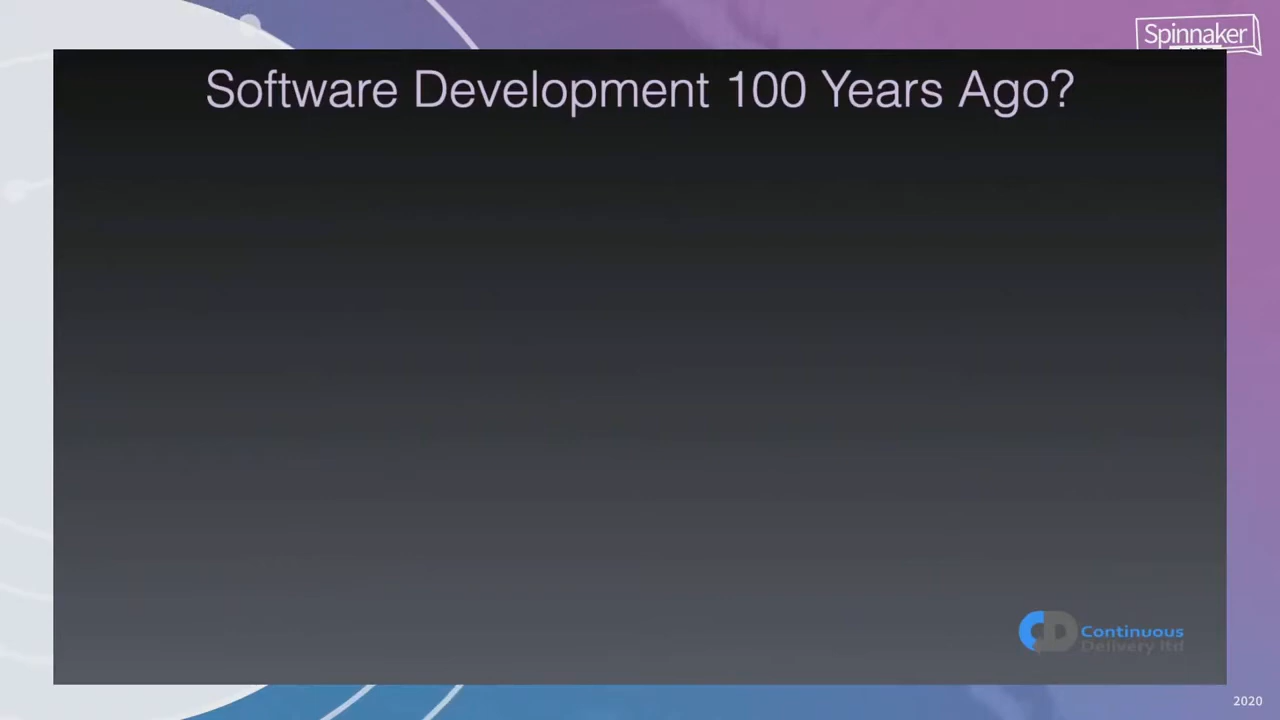 Spinnaker
Software Development 100 Years Ago?
Continuous
Delivery ltd
2020